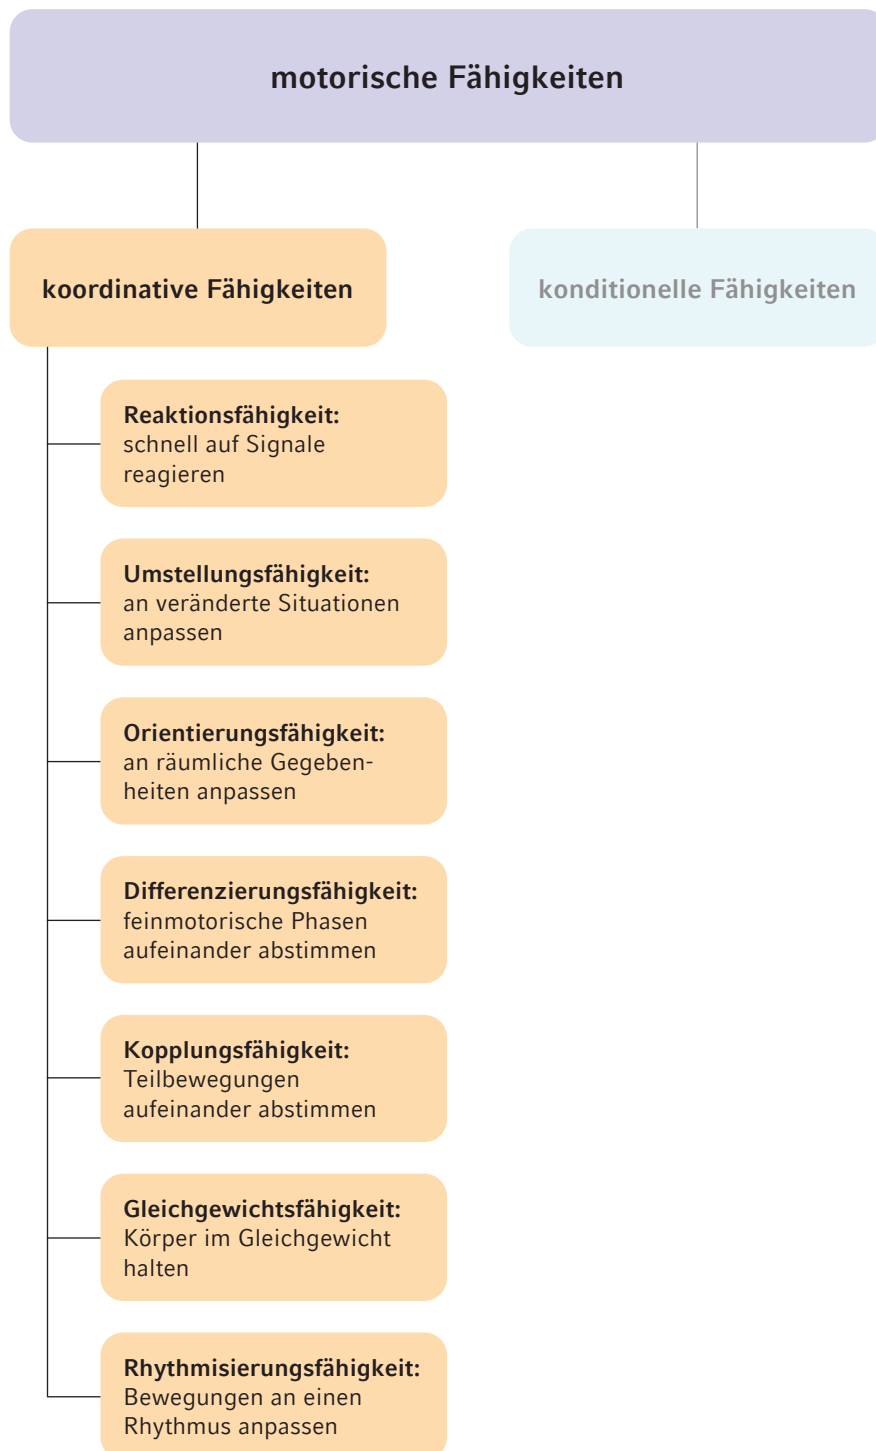 motorische Fähigkeiten
koordinative Fähigkeiten
konditionelle Fähigkeiten
Reaktionsfähigkeit:
schnell auf Signale
reagieren
Umstellungsfähigkeit:
an veränderte Situationen
anpassen
Orientierungsfähigkeit:
an räumliche Gegeben-
heiten anpassen
Differenzierungsfähigkeit:
feinmotorische Phasen
aufeinander abstimmen
Kopplungsfähigkeit:
Teilbewegungen
aufeinander abstimmen
Gleichgewichtsfähigkeit:
Körper im Gleichgewicht
halten
Rhythmisierungsfähigkeit:
Bewegungen an einen
Rhythmus anpassen